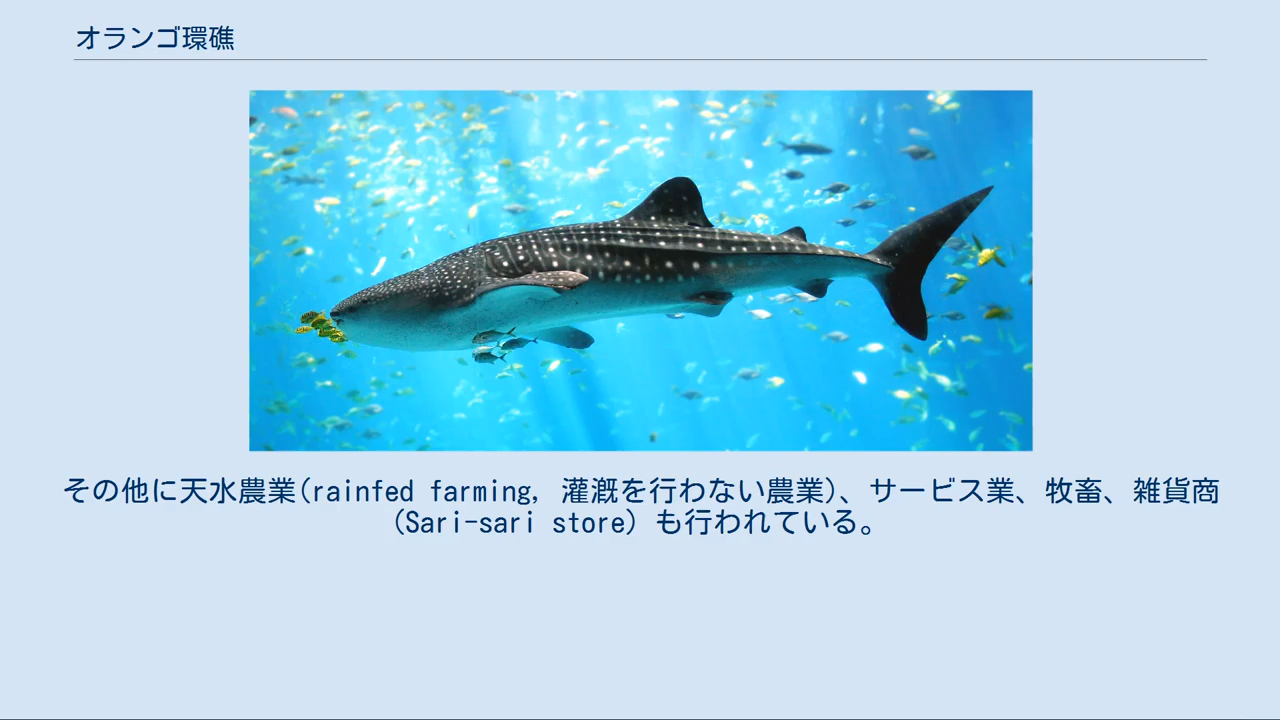 オランゴ環礁
その他に天水農業(rainfed farming, 灌漑を行わない農業)、サービス業、牧畜、雑貨商
(Sari-sari store) も行われている。